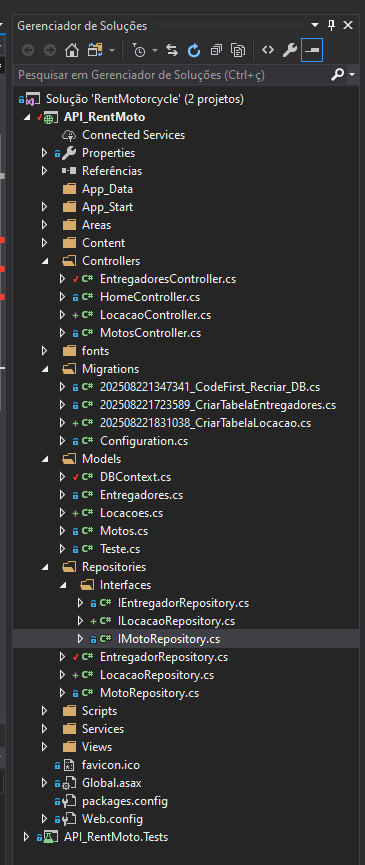 Gerenciador de Soluções
Pesquisar em Gerenciador de Soluções (Ctrl+ç)
Solução 'RentMotorcycle' (2 projetos)
API_RentMoto
Connected Services
Properties
Referências
App_Data
App_Start
Areas
Content
Controllers
C# EntregadoresController.cs
C# HomeController.cs
C# LocacaoController.cs
C# MotosController.cs
fonts
Migrations
C# 202508221347341_CodeFirst_Recriar_DB.cs
C# 202508221723589_CriarTabelaEntregadores.cs
C# 202508221831038_CriarTabelaLocacao.cs
C# Configuration.cs
Models
C# DBContext.cs
C# Entregadores.cs
C# Locacoes.cs
C# Motos.cs
C# Teste.cs
Repositories
Interfaces
C# IEntregadorRepository.cs
C# ILocacaoRepository.cs
C# IMotoRepository.cs
C# EntregadorRepository.cs
C# LocacaoRepository.cs
C# MotoRepository.cs
Scripts
Services
Views
favicon.ico
Global.asax
packages.config
Web.config
API_RentMoto.Tests